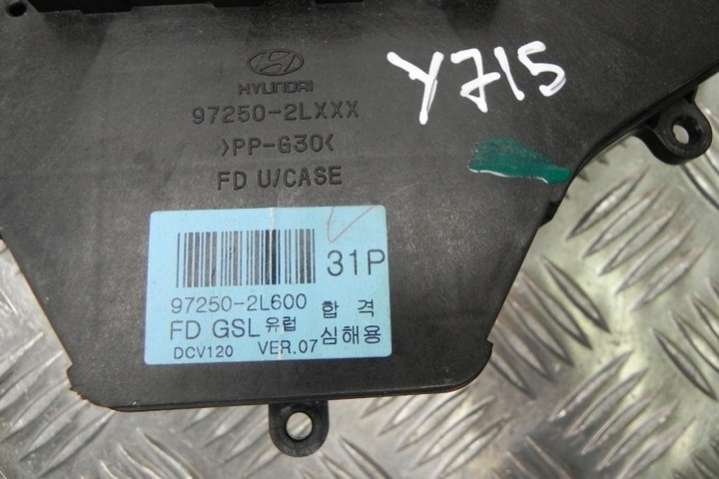 HYUNDAI
Y715
97250-2LXXX
>PP-G30<
FD U/CASE
31P
97250-2L600 합 격
FD GSL 유럽 심해용
DCV120 VER.07